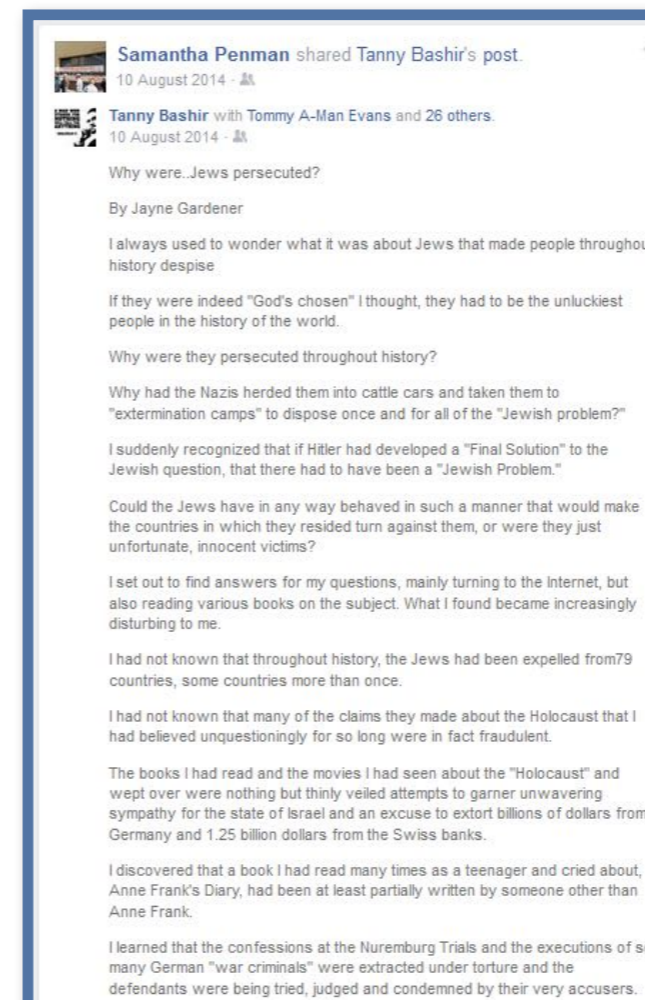 Samantha Penman shared Tanny Bashir's post.
10 August 2014 ·
Tanny Bashir with Tommy A-Man Evans and 26 others.
10 August 2014 ·
Why were..Jews persecuted?
By Jayne Gardener
I always used to wonder what it was about Jews that made people throughou
history despise
If they were indeed "God's chosen" I thought, they had to be the unluckiest
people in the history of the world.
Why were they persecuted throughout history?
Why had the Nazis herded them into cattle cars and taken them to
"extermination camps" to dispose once and for all of the "Jewish problem?"
I suddenly recognized that if Hitler had developed a "Final Solution" to the
Jewish question, that there had to have been a "Jewish Problem."
Could the Jews have in any way behaved in such a manner that would make
the countries in which they resided turn against them, or were they just
unfortunate, innocent victims?
I set out to find answers for my questions, mainly turning to the Internet, but
also reading various books on the subject. What I found became increasingly
disturbing to me.
I had not known that throughout history, the Jews had been expelled from79
countries, some countries more than once.
I had not known that many of the claims they made about the Holocaust that I
had believed unquestioningly for so long were in fact fraudulent.
The books I had read and the movies I had seen about the "Holocaust" and
wept over were nothing but thinly veiled attempts to garner unwavering
sympathy for the state of Israel and an excuse to extort billions of dollars from
Germany and 1.25 billion dollars from the Swiss banks.
I discovered that a book I had read many times as a teenager and cried about,
Anne Frank's Diary, had been at least partially written by someone other than
Anne Frank.
I learned that the confessions at the Nuremburg Trials and the executions of s
many German "war criminals" were extracted under torture and the
defendants were being tried, judged and condemned by their very accusers.